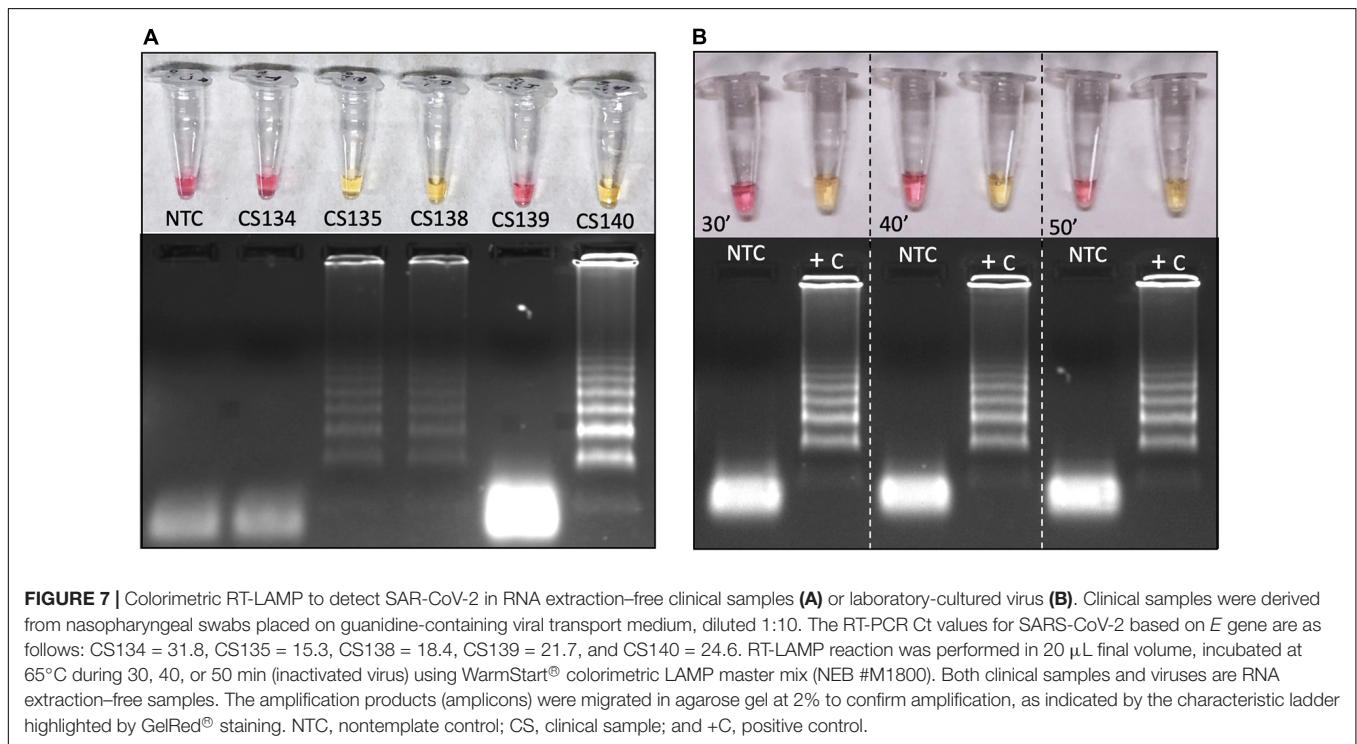 A
B
NTC CS134 CS135 CS138 CS139 CS140
30’ 40’ 50’
NTC + C NTC + C NTC + C
FIGURE 7 | Colorimetric RT-LAMP to detect SAR-CoV-2 in RNA extraction–free clinical samples (A) or laboratory-cultured virus (B). Clinical samples were derived
from nasopharyngeal swabs placed on guanidine-containing viral transport medium, diluted 1:10. The RT-PCR Ct values for SARS-CoV-2 based on E gene are as
follows: CS134 = 31.8, CS135 = 15.3, CS138 = 18.4, CS139 = 21.7, and CS140 = 24.6. RT-LAMP reaction was performed in 20 μL final volume, incubated at
65°C during 30, 40, or 50 min (inactivated virus) using WarmStart® colorimetric LAMP master mix (NEB #M1800). Both clinical samples and viruses are RNA
extraction–free samples. The amplification products (amplicons) were migrated in agarose gel at 2% to confirm amplification, as indicated by the characteristic ladder
highlighted by GelRed® staining. NTC, nontemplate control; CS, clinical sample; and +C, positive control.